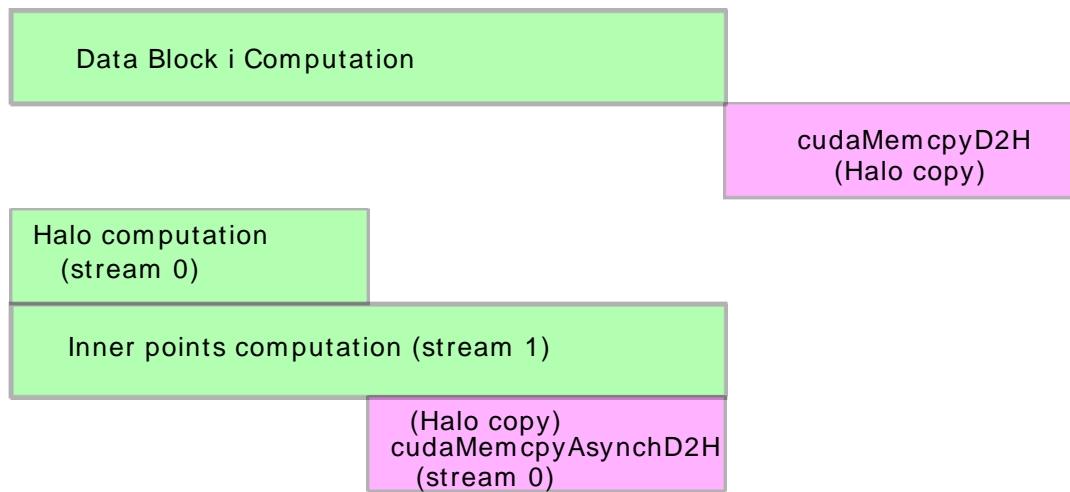 Data Block i Computation
cudaMemcpyD2H
(Halo copy)
Halo computation
(stream 0)
Inner points computation (stream 1)
(Halo copy)
cudaMemcpyAsynchD2H
(stream 0)